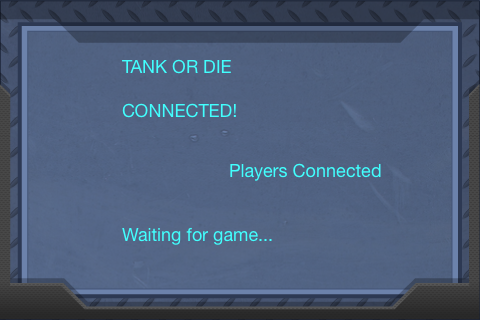 TANK OR DIE
CONNECTED!
Players Connected
Waiting for game...